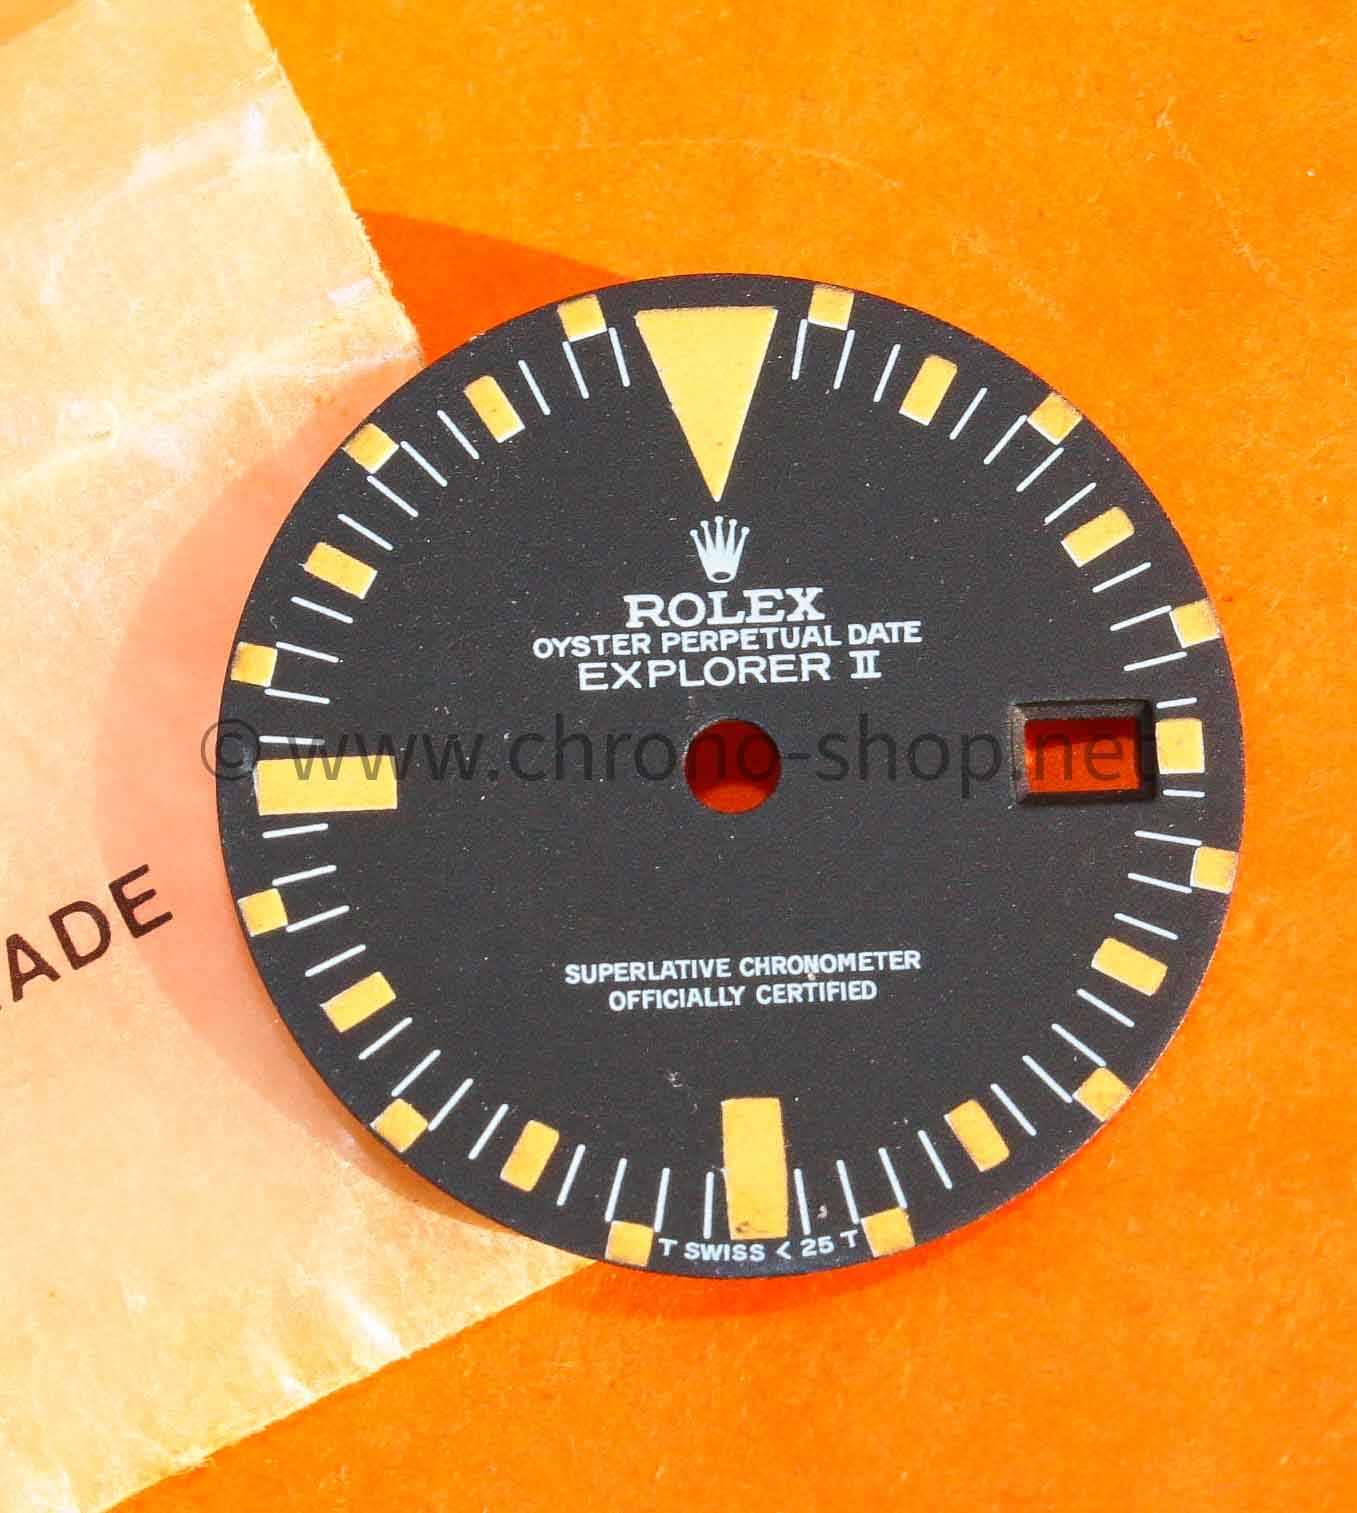 ROLEX
OYSTER PERPETUAL DATE
EXPLORER II
© www.chrono-shop.net
ADE
SUPERLATIVE CHRONOMETER
OFFICIALLY CERTIFIED
T SWISS < 25 T